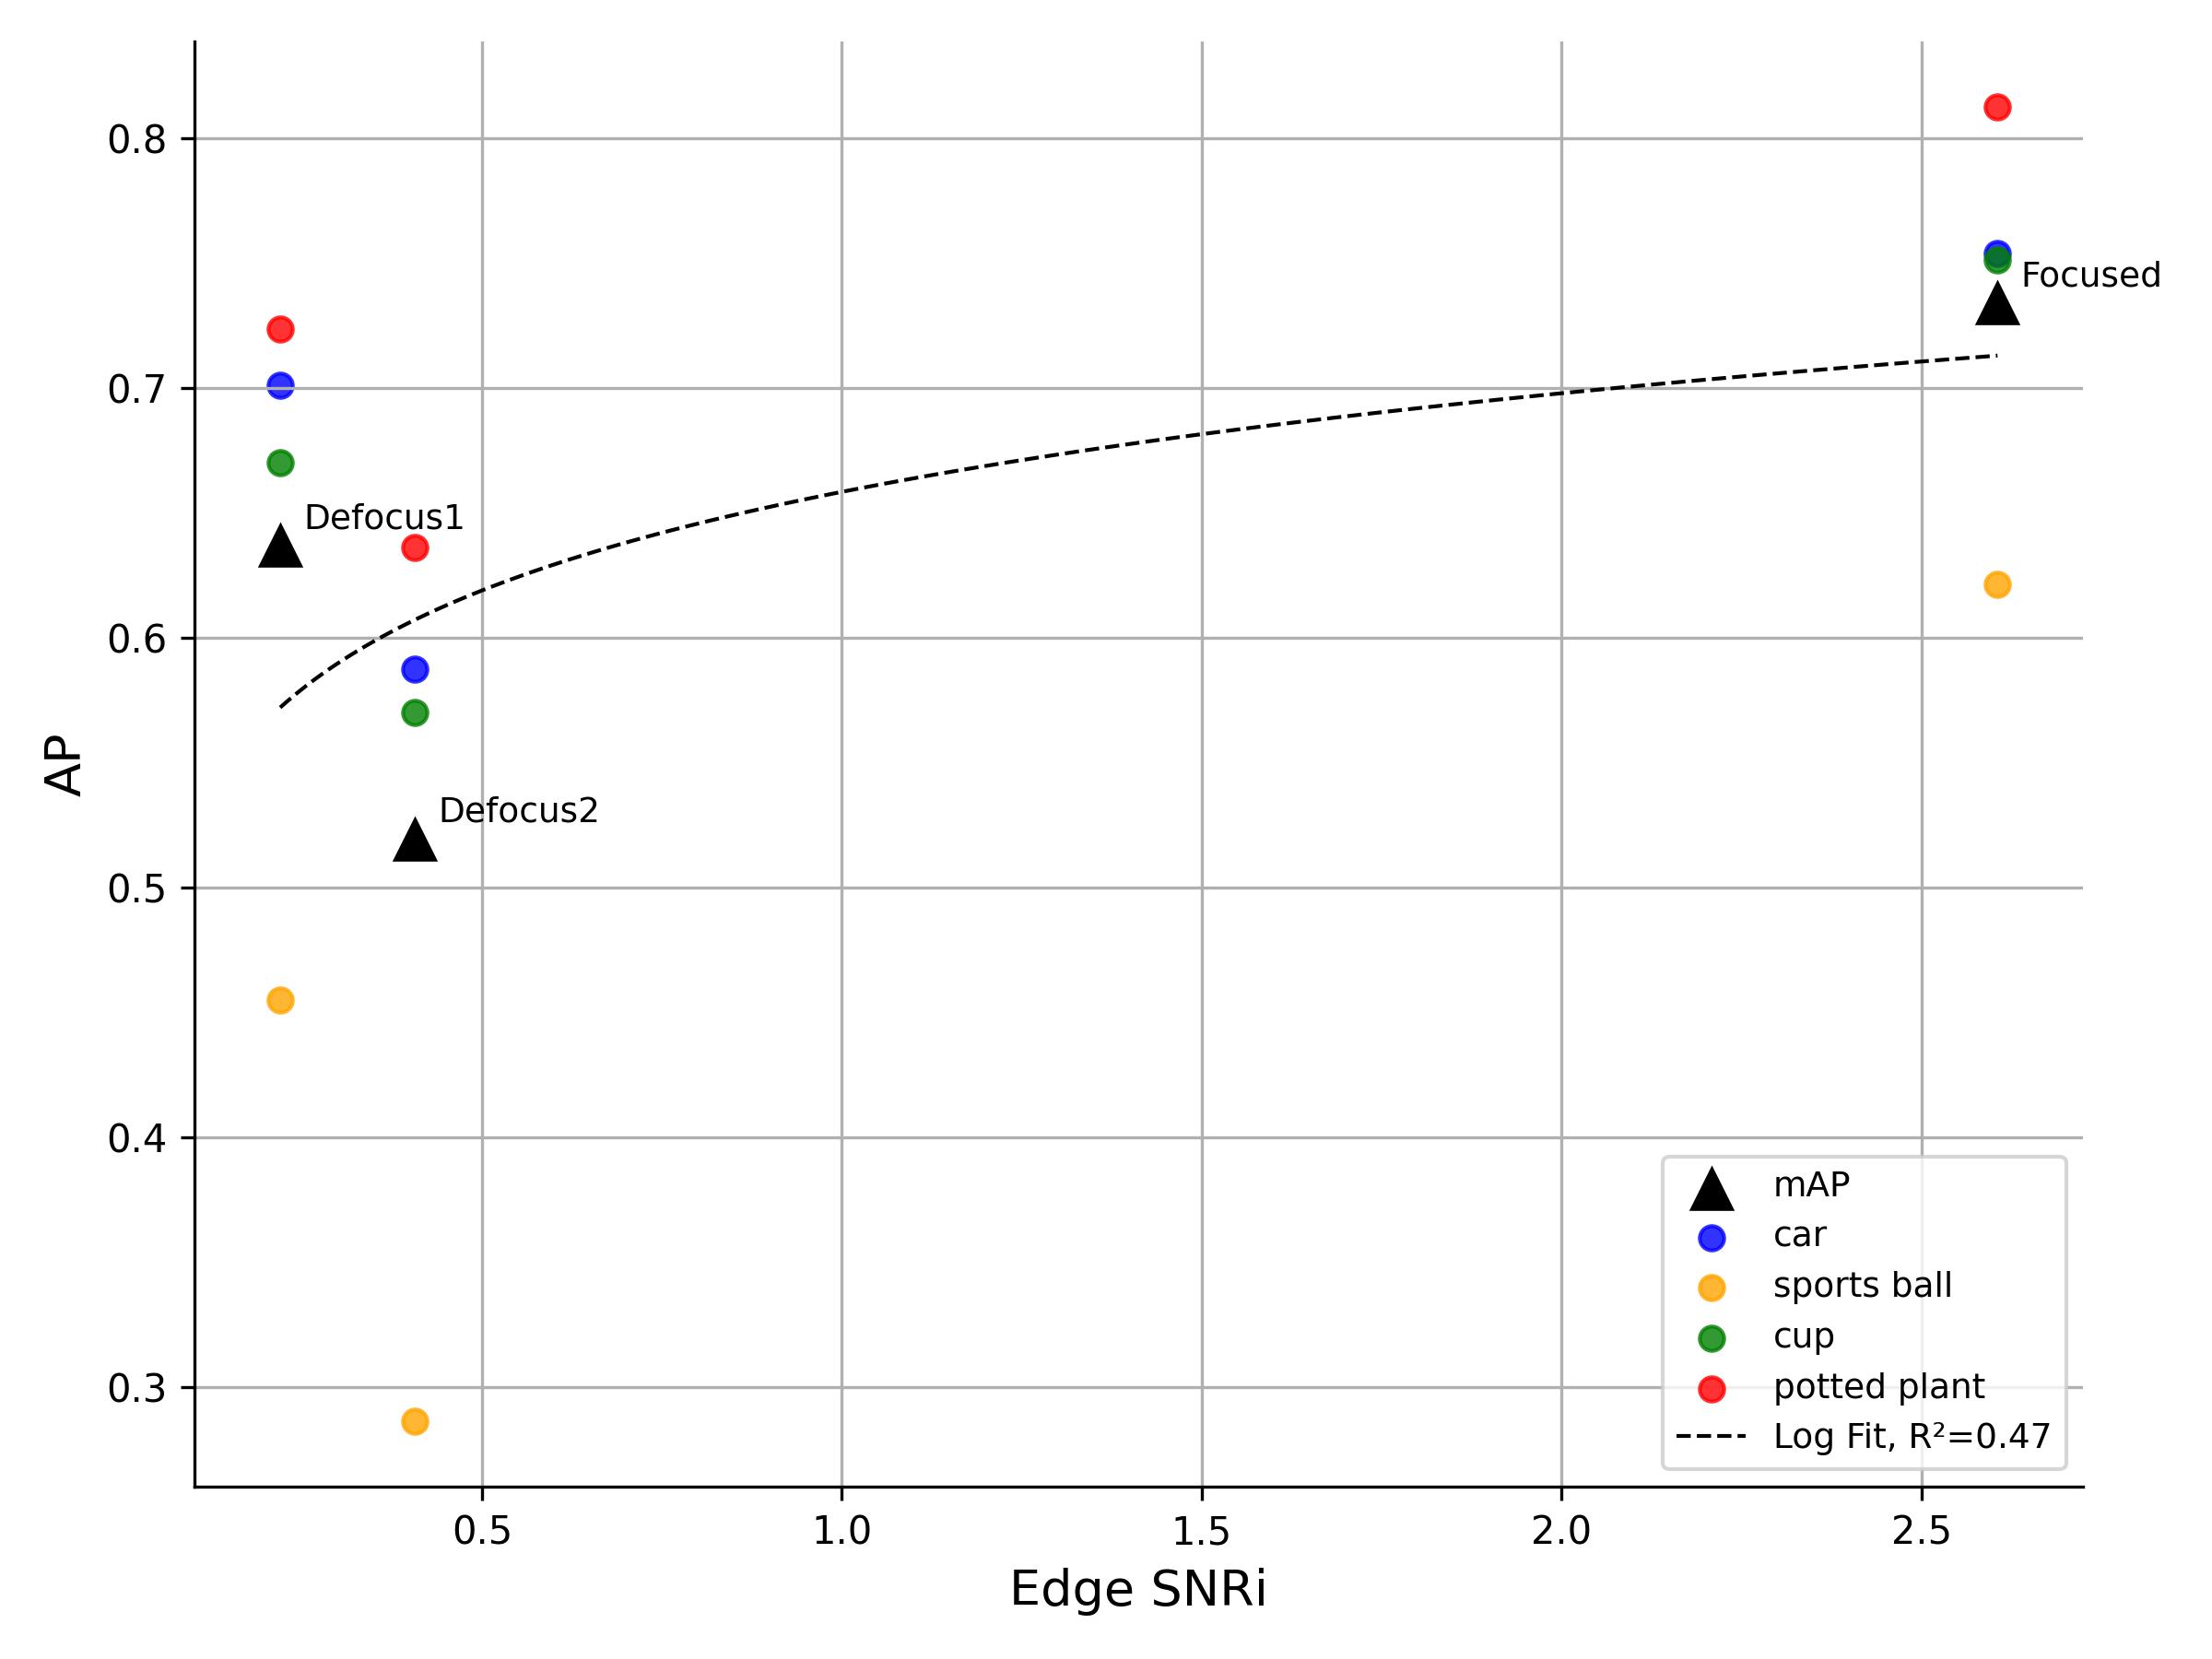 0.8
0.7
0.6
0.5
0.4
0.3
AP
Focused
Defocus1
Defocus2
mAP
car
sports ball
cup
potted plant
Log Fit, R²=0.47
0.5 1.0 1.5 2.0 2.5
Edge SNRi